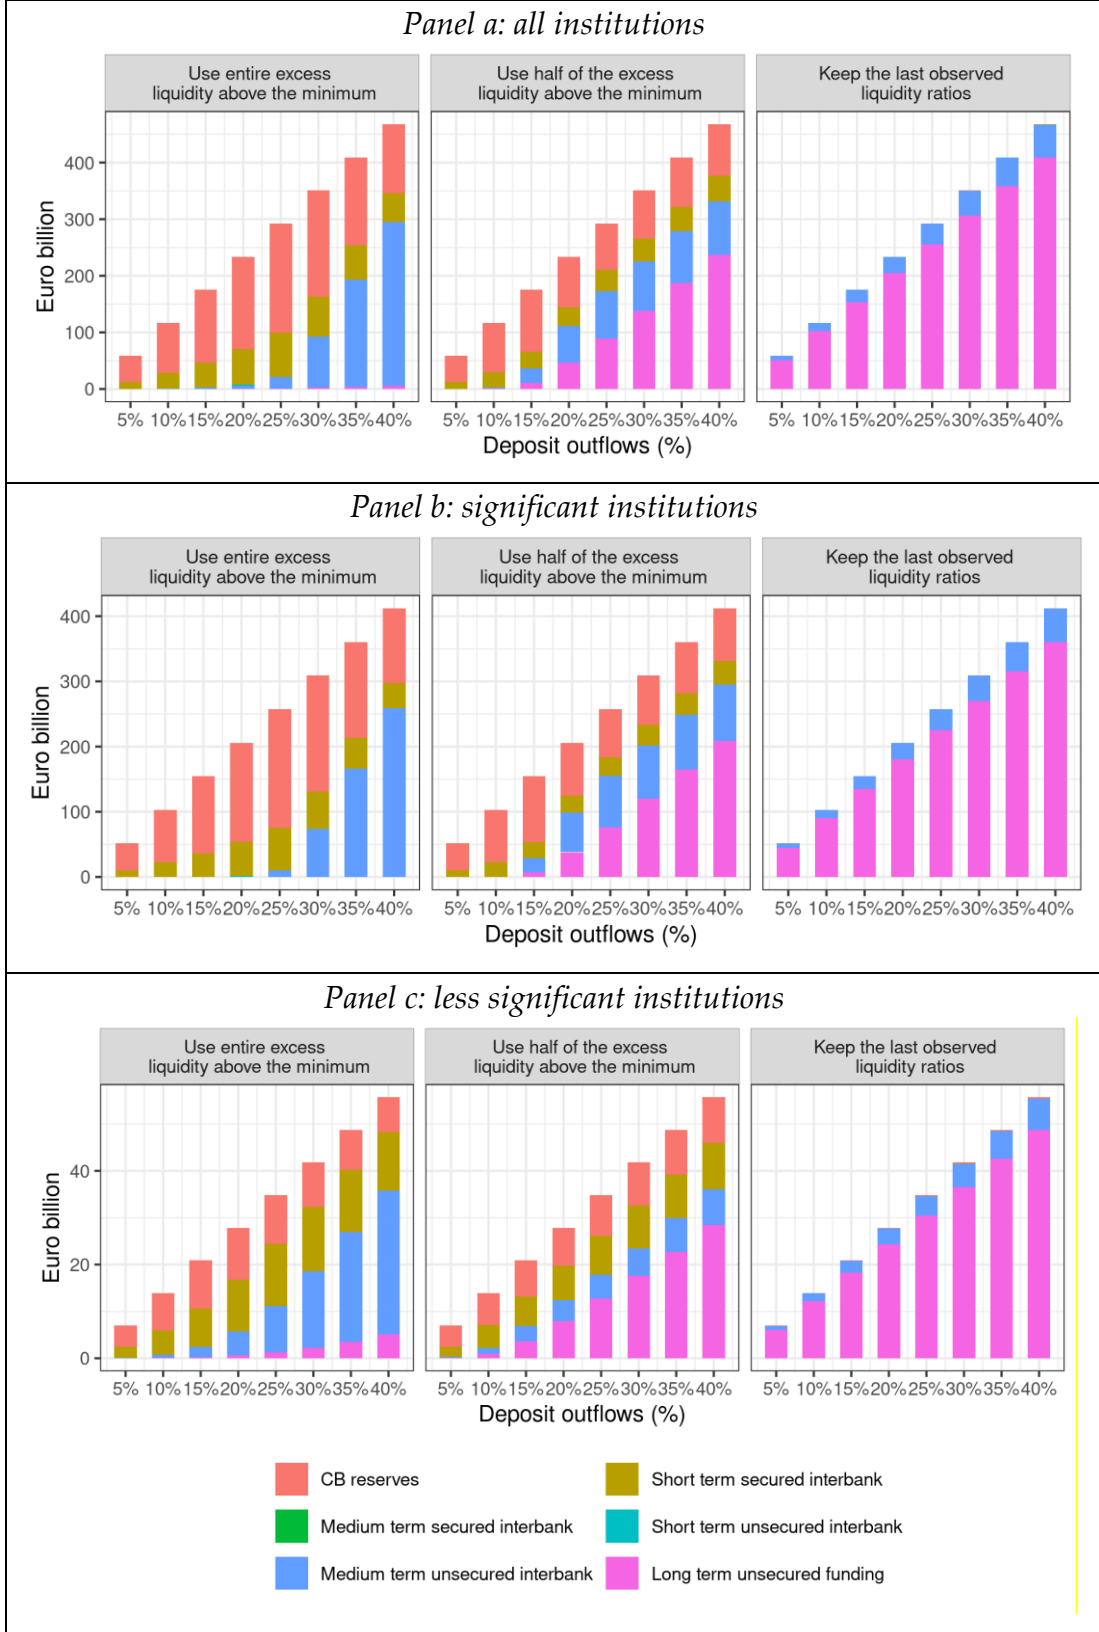 Panel a: all institutions
Use entire excess
liquidity above the minimum
Use half of the excess
liquidity above the minimum
Keep the last observed
liquidity ratios
Euro billion
400
300
200
100
0
5% 10% 15% 20% 25% 30% 35% 40%
5% 10% 15% 20% 25% 30% 35% 40%
5% 10% 15% 20% 25% 30% 35% 40%
Deposit outflows (%)
Panel b: significant institutions
Use entire excess
liquidity above the minimum
Use half of the excess
liquidity above the minimum
Keep the last observed
liquidity ratios
Euro billion
400
300
200
100
0
5% 10% 15% 20% 25% 30% 35% 40%
5% 10% 15% 20% 25% 30% 35% 40%
5% 10% 15% 20% 25% 30% 35% 40%
Deposit outflows (%)
Panel c: less significant institutions
Use entire excess
liquidity above the minimum
Use half of the excess
liquidity above the minimum
Keep the last observed
liquidity ratios
Euro billion
40
20
0
5% 10% 15% 20% 25% 30% 35% 40%
5% 10% 15% 20% 25% 30% 35% 40%
5% 10% 15% 20% 25% 30% 35% 40%
Deposit outflows (%)
CB reserves
Short term secured interbank
Medium term secured interbank
Short term unsecured interbank
Medium term unsecured interbank
Long term unsecured funding